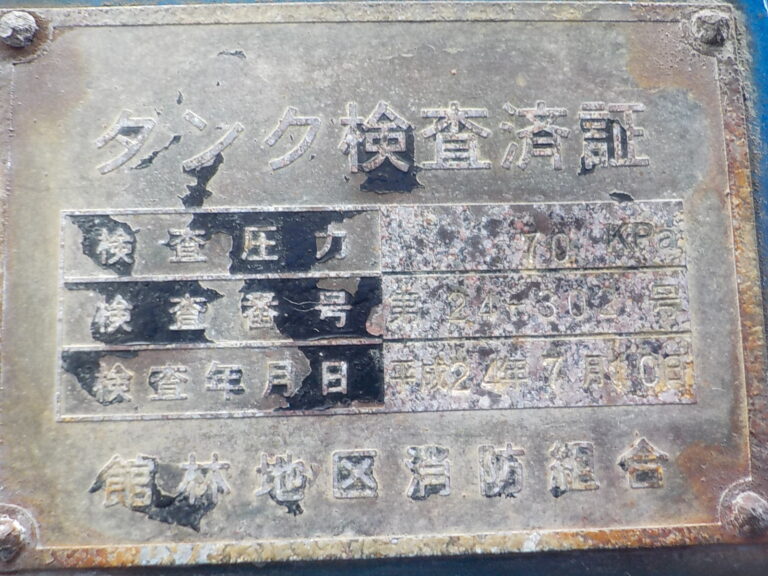 タンク検査済証
検査圧力 70 KPa
検査番号 第 24-301 号
検査年月日 平成24年7月10日
館林地区消防組合